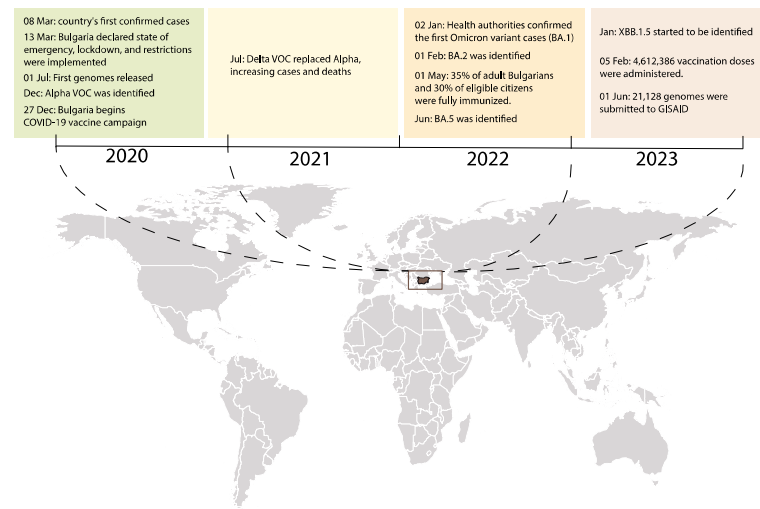 08 Mar: country's first confirmed cases
13 Mar: Bulgaria declared state of
emergency, lockdown, and restrictions
were implemented
01 Jul: First genomes released
Dec: Alpha VOC was identified
27 Dec: Bulgaria begins
COVID-19 vaccine campaign
Jul: Delta VOC replaced Alpha,
increasing cases and deaths
02 Jan: Health authorities confirmed
the first Omicron variant cases (BA.1)
01 Feb: BA.2 was identified
01 May: 35% of adult Bulgarians
and 30% of eligible citizens
were fully immunized.
Jun: BA.5 was identified
Jan: XBB.1.5 started to be identified
05 Feb: 4,612,386 vaccination doses
were administered.
01 Jun: 21,128 genomes were
submitted to GISAID
2020
2021
2022
2023